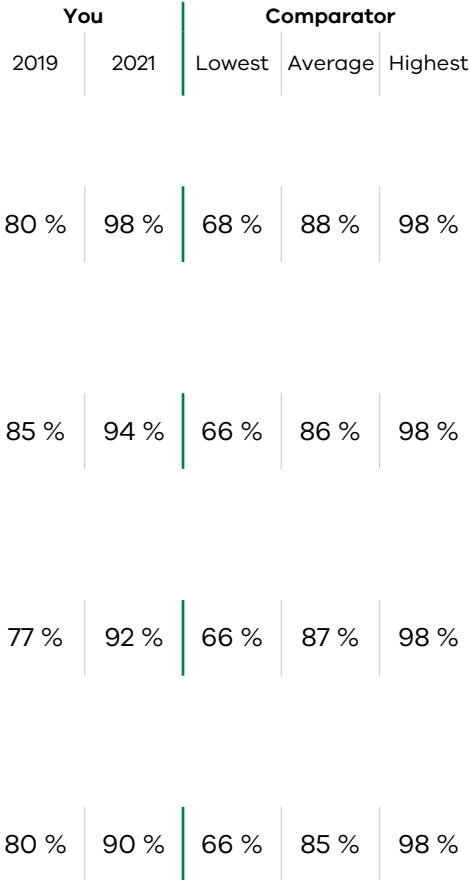 You Comparator
2019 2021 Lowest Average Highest
80 % 98 % 68 % 88 % 98 %
85 % 94 % 66 % 86 % 98 %
77 % 92 % 66 % 87 % 98 %
80 % 90 % 66 % 85 % 98 %